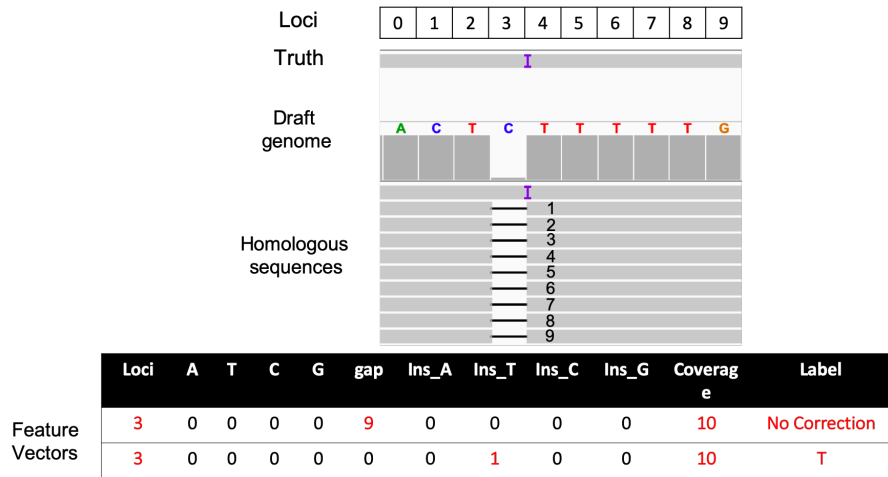 Loci 0 1 2 3 4 5 6 7 8 9
Truth
I
Draft
genome
A C T C T T T T T G
I
Homologous
sequences
1
2
3
4
5
6
7
8
9
Loci A T C G gap Ins_A Ins_T Ins_C Ins_G Coverag
e Label
Feature
Vectors
3 0 0 0 0 9 0 0 0 0 10 No Correction
3 0 0 0 0 0 0 1 0 0 10 T